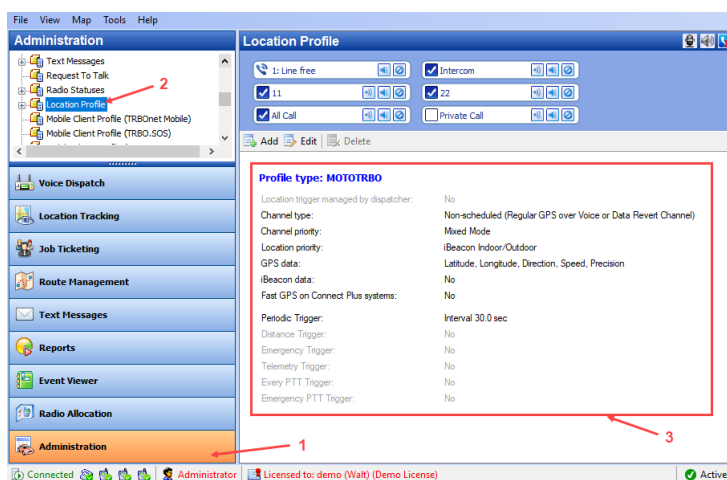 File View Map Tools Help
Administration
Location Profile
Text Messages
Request To Talk
Radio Statuses
Location Profile
Mobile Client Profile (TRBOnet Mobile)
Mobile Client Profile (TRBO.SOS)
2
1: Line free
Intercom
11
22
All Call
Private Call
Add Edit Delete
Voice Dispatch
Location Tracking
Job Ticketing
Route Management
Text Messages
Reports
Event Viewer
Radio Allocation
Administration
1
Profile type: MOTOTRBO
Location trigger managed by dispatcher: No
Channel type: Non-scheduled (Regular GPS over Voice or Data Revert Channel)
Channel priority: Mixed Mode
Location priority: iBeacon Indoor/Outdoor
GPS data: Latitude, Longitude, Direction, Speed, Precision
iBeacon data: No
Fast GPS on Connect Plus systems: No
Periodic Trigger: Interval 30.0 sec
Distance Trigger: No
Emergency Trigger: No
Telemetry Trigger: No
Every PTT Trigger: No
Emergency PTT Trigger: No
3
Connected Administrator Licensed to: demo (Walt) (Demo License) Active